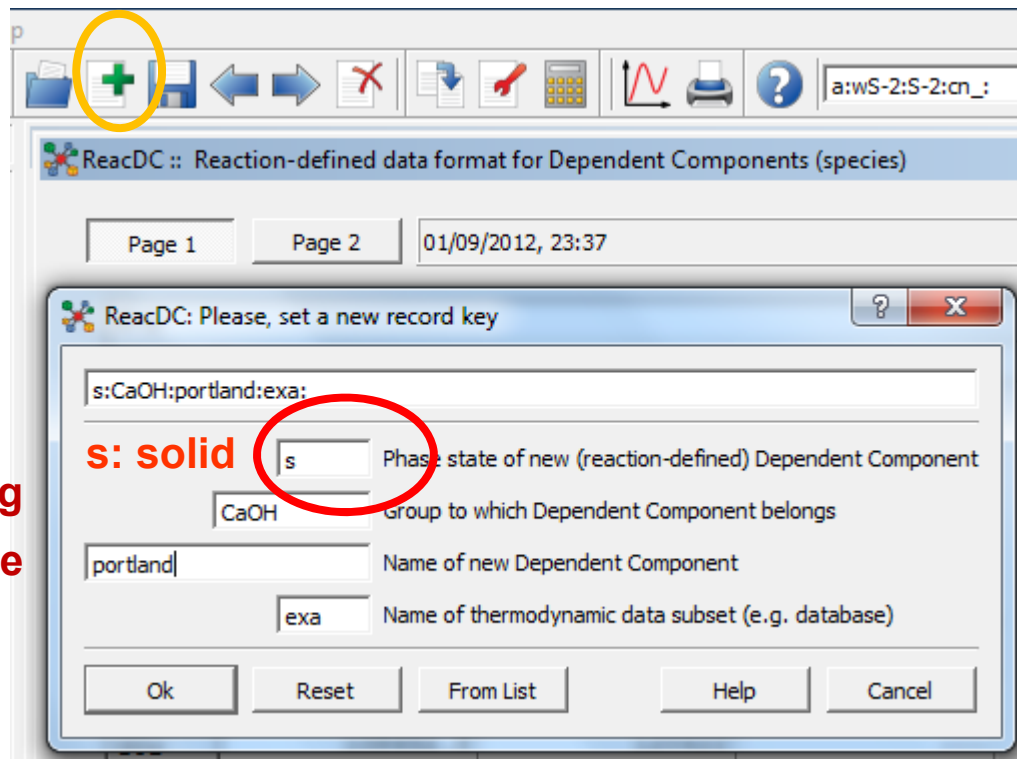 p
a:wS-2:S-2:cn_:
ReacDC :: Reaction-defined data format for Dependent Components (species)
Page 1 Page 2 01/09/2012, 23:37
ReacDC: Please, set a new record key
s:CaOH:portland:exa:
s: solid s Phase state of new (reaction-defined) Dependent Component
g
CaOH Group to which Dependent Component belongs
e
portland Name of new Dependent Component
exa Name of thermodynamic data subset (e.g. database)
Ok Reset From List Help Cancel